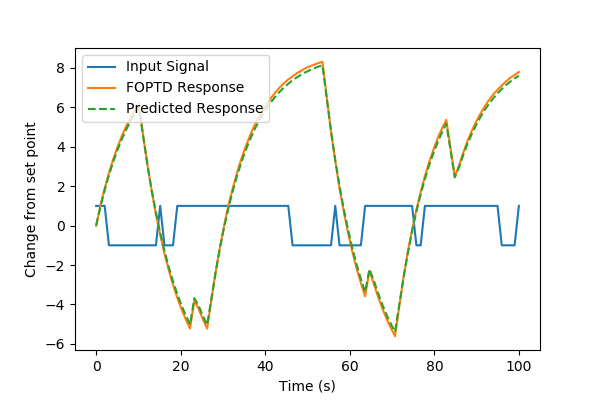 Input Signal
FOPTD Response
Predicted Response
Change from set point
8
6
4
2
0
−2
−4
−6
0 20 40 60 80 100
Time (s)